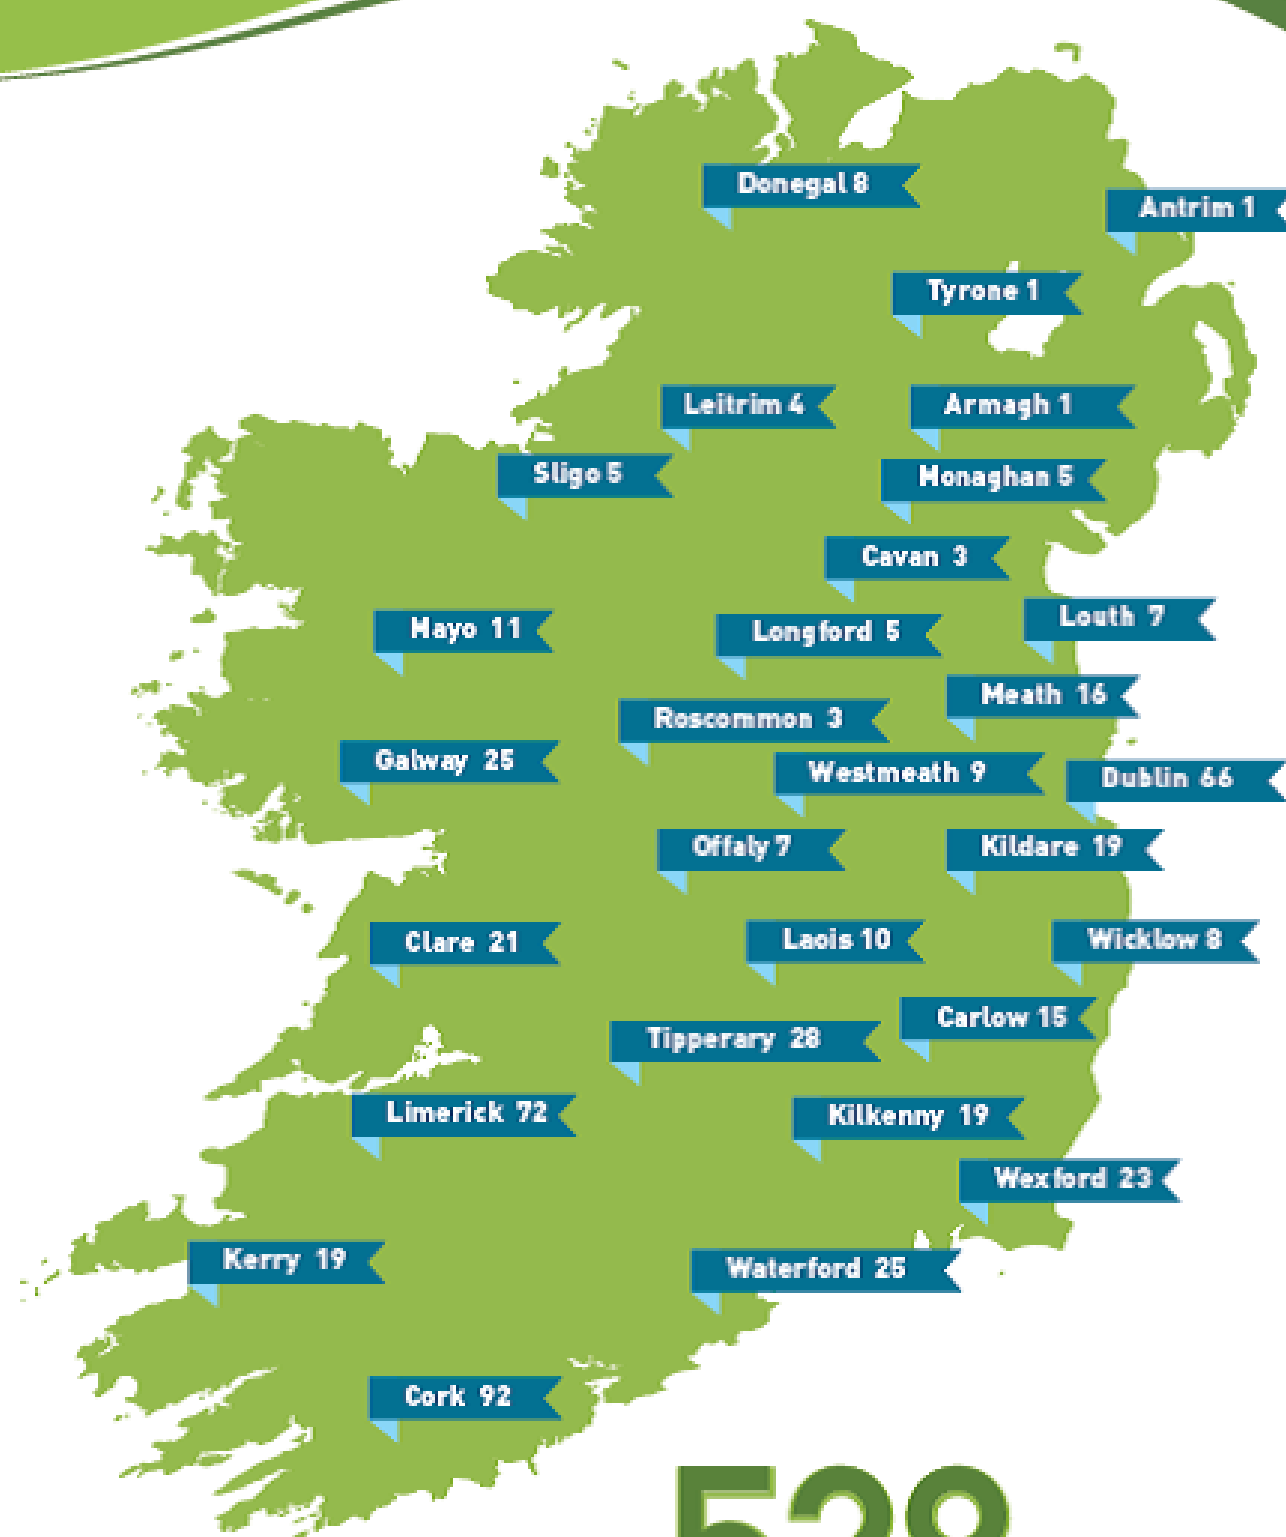 Donegal 8
Antrim 1
Tyrone 1
Leitrim 4
Armagh 1
Sligo 5
Monaghan 5
Cavan 3
Louth 7
Mayo 11
Longford 5
Meath 16
Roscommon 3
Galway 25
Westmeath 9
Dublin 66
Offaly 7
Kildare 19
Clare 21
Laois 10
Wicklow 8
Carlow 15
Tipperary 28
Limerick 72
Kilkenny 19
Wexford 23
Kerry 19
Waterford 25
Cork 92